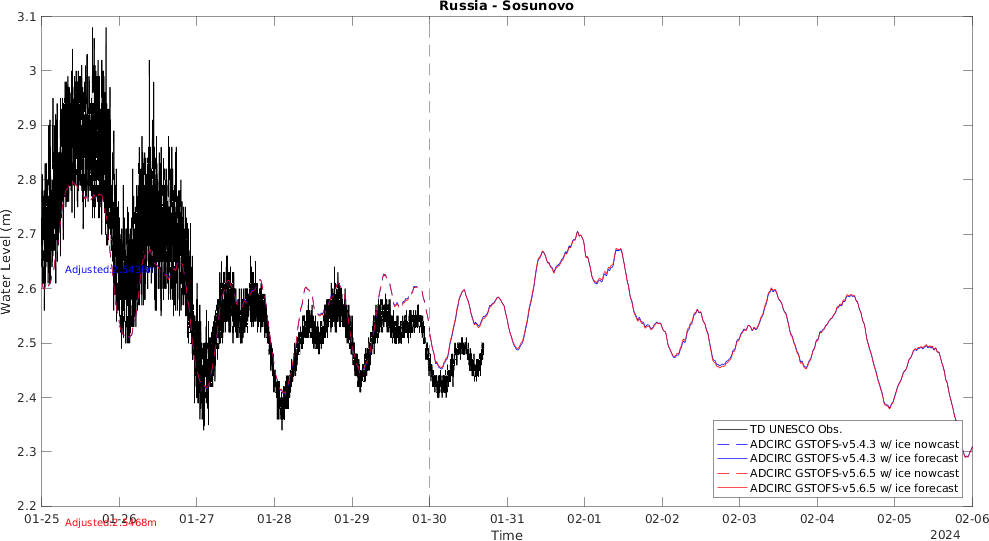 Russia - Sosunovo
3.1
3
2.9
2.8
2.7
2.6
2.5
2.4
2.3
2.2
Water Level (m)
Adjusted:
TD UNESCO Obs.
ADCIRC GSTOFS-v5.4.3 w/ ice nowcast
ADCIRC GSTOFS-v5.4.3 w/ ice forecast
ADCIRC GSTOFS-v5.6.5 w/ ice nowcast
ADCIRC GSTOFS-v5.6.5 w/ ice forecast
01-25 01-26 01-27 01-28 01-29 01-30 01-31 02-01 02-02 02-03 02-04 02-05 02-06
Adjusted:2.5468m
Time
2024